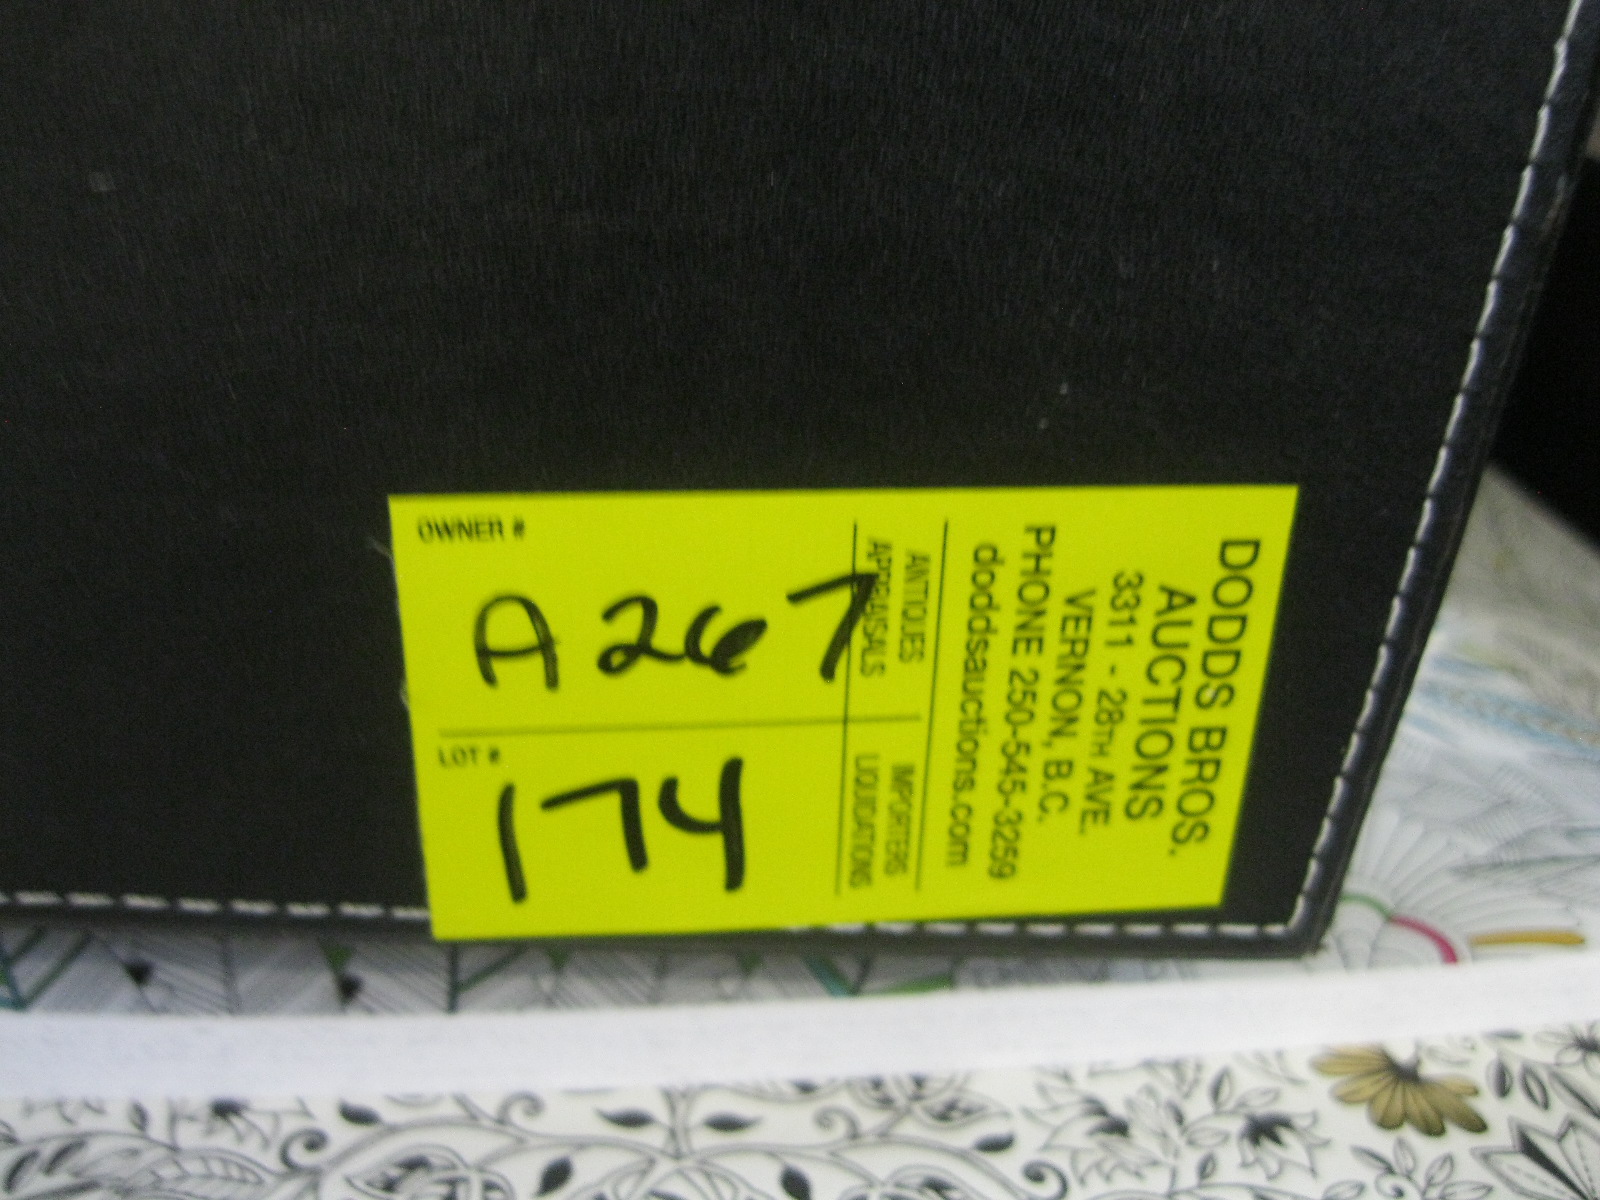 DODDS BROS.
AUCTIONS
3311 - 28TH AVE.
VERNON, B.C.
PHONE 250-545-3259
doddsauctions.com
ANTIQUES IMPORTERS
APPRAISALS LIQUIDATIONS
OWNER #
A267
LOT #
174